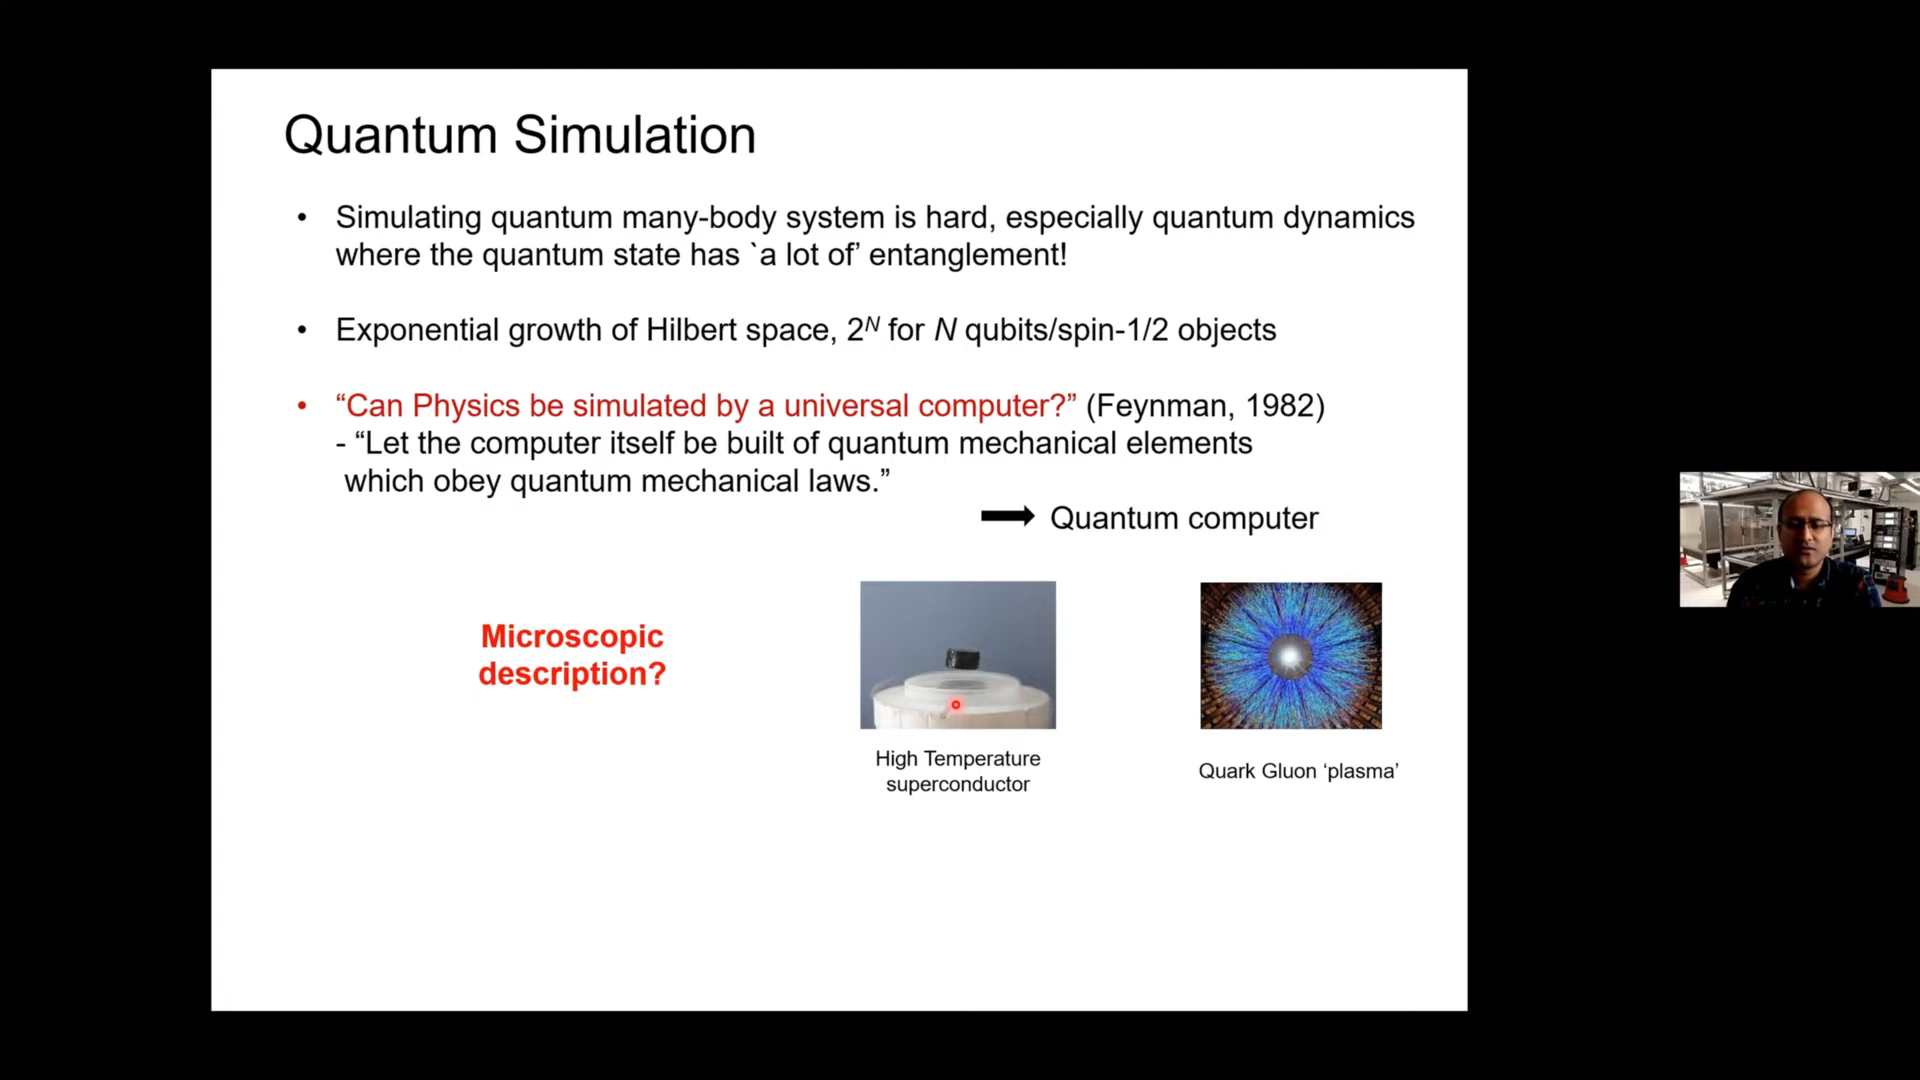 Quantum Simulation
• Simulating quantum many-body system is hard, especially quantum dynamics
where the quantum state has `a lot of’ entanglement!
• Exponential growth of Hilbert space, 2ᴺ for N qubits/spin-1/2 objects
• “Can Physics be simulated by a universal computer?” (Feynman, 1982)
- “Let the computer itself be built of quantum mechanical elements
which obey quantum mechanical laws.”
Quantum computer
Microscopic
description?
High Temperature
superconductor
Quark Gluon ‘plasma’